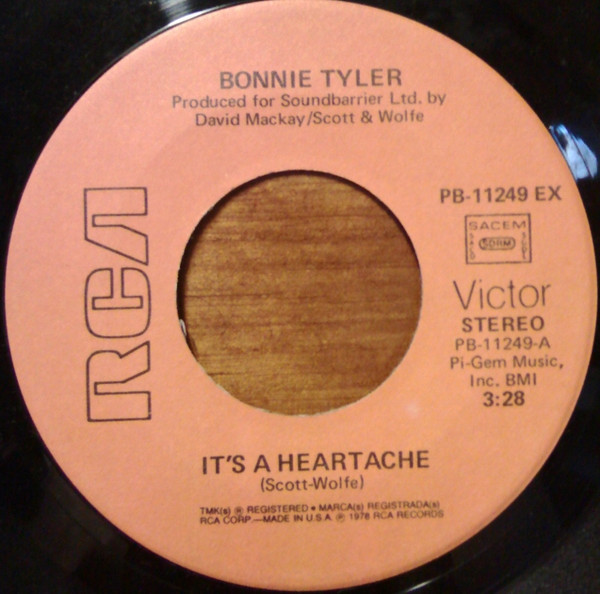 BONNIE TYLER
Produced for Soundbarrier Ltd. by
David Mackay/Scott & Wolfe
RCA
PB-11249 EX
SACEM
SDRM
Victor
STEREO
PB-11249-A
Pi-Gem Music,
Inc. BMI
3:28
IT'S A HEARTACHE
(Scott-Wolfe)
TMK(s) ® REGISTERED • MARCA(s) REGISTRADA(s)
RCA CORP.—MADE IN U.S.A. ℗ 1978 RCA RECORDS